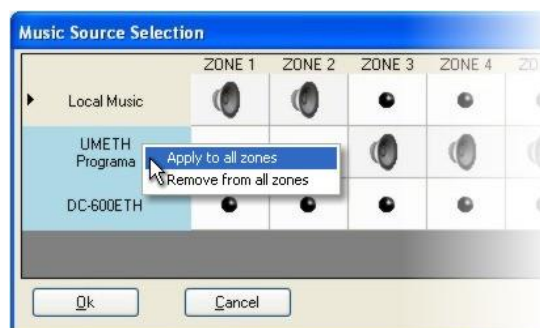 Music Source Selection
ZONE 1 ZONE 2 ZONE 3 ZONE 4 ZO
Local Music
UMETH
Programa
Apply to all zones
Remove from all zones
DC-600ETH
Ok Cancel